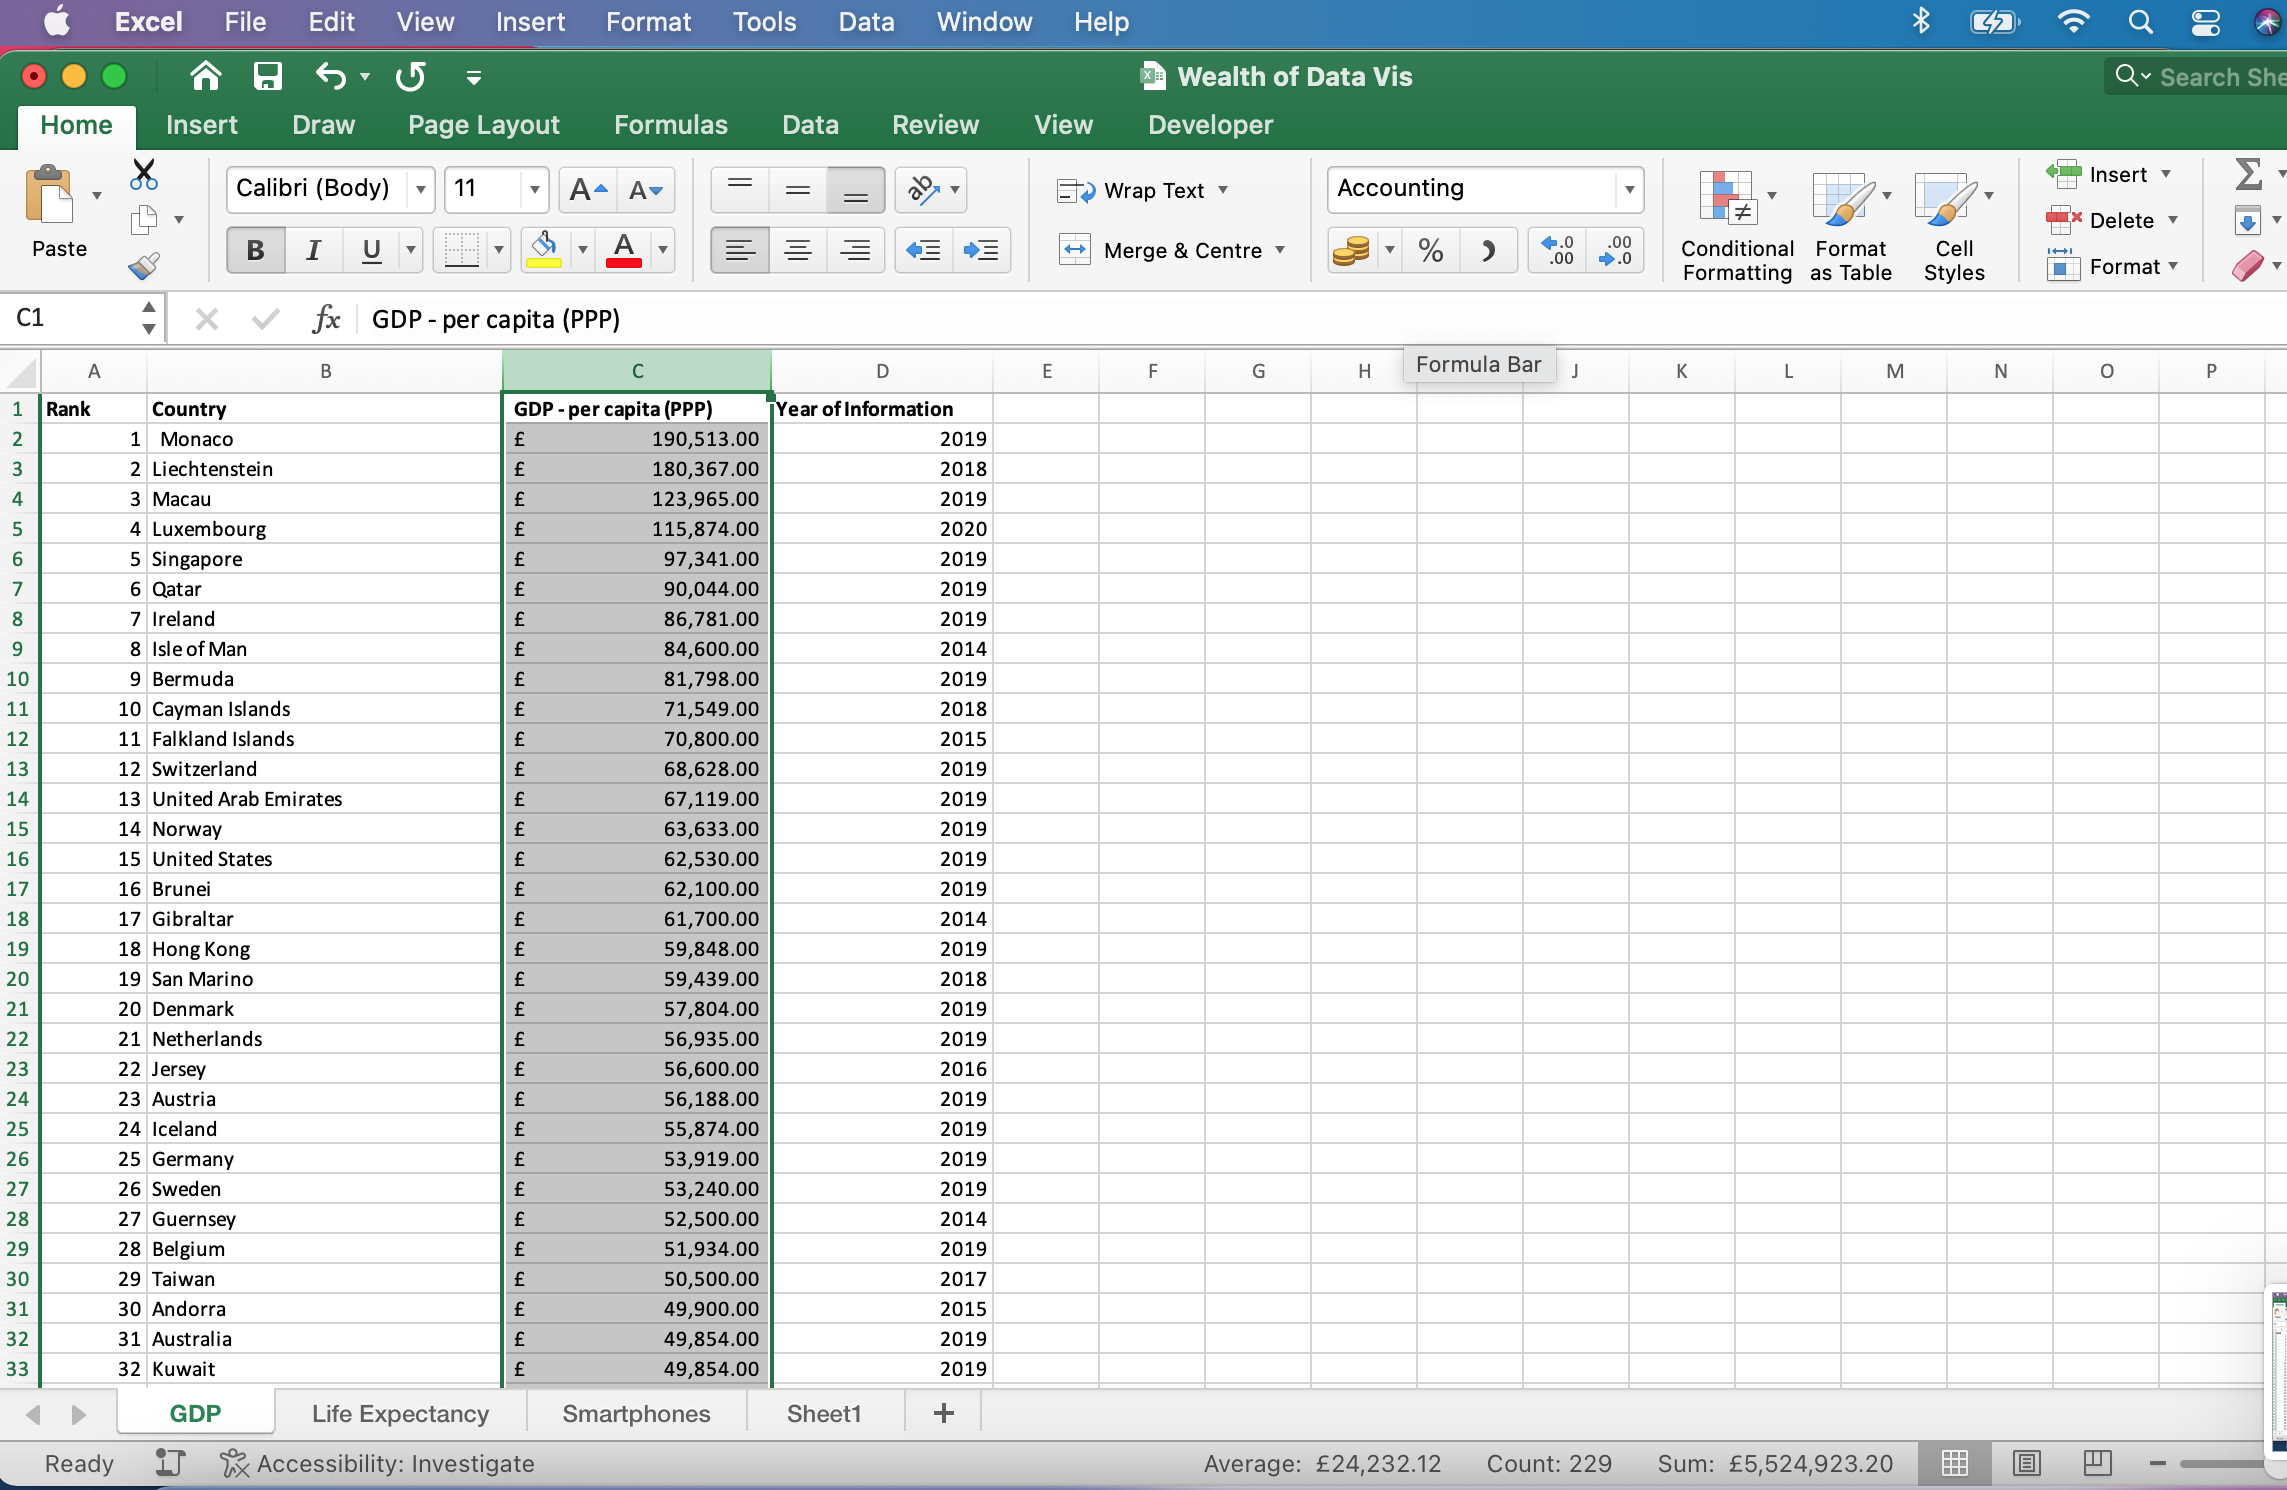 Excel File Edit View Insert Format Tools Data Window Help
Wealth of Data Vis
Search She
Home Insert Draw Page Layout Formulas Data Review View Developer
Paste
Calibri (Body) 11 A A
B I U A
ab
Wrap Text
Merge & Centre
Accounting
% .0 .00 .00 .0
Conditional Formatting
Format as Table
Cell Styles
Insert
Delete
Format
C1 fx GDP - per capita (PPP)
Formula Bar
A B C D E F G H J K L M N O P
1 Rank Country GDP - per capita (PPP) Year of Information
2 1 Monaco £ 190,513.00 2019
3 2 Liechtenstein £ 180,367.00 2018
4 3 Macau £ 123,965.00 2019
5 4 Luxembourg £ 115,874.00 2020
6 5 Singapore £ 97,341.00 2019
7 6 Qatar £ 90,044.00 2019
8 7 Ireland £ 86,781.00 2019
9 8 Isle of Man £ 84,600.00 2014
10 9 Bermuda £ 81,798.00 2019
11 10 Cayman Islands £ 71,549.00 2018
12 11 Falkland Islands £ 70,800.00 2015
13 12 Switzerland £ 68,628.00 2019
14 13 United Arab Emirates £ 67,119.00 2019
15 14 Norway £ 63,633.00 2019
16 15 United States £ 62,530.00 2019
17 16 Brunei £ 62,100.00 2019
18 17 Gibraltar £ 61,700.00 2014
19 18 Hong Kong £ 59,848.00 2019
20 19 San Marino £ 59,439.00 2018
21 20 Denmark £ 57,804.00 2019
22 21 Netherlands £ 56,935.00 2019
23 22 Jersey £ 56,600.00 2016
24 23 Austria £ 56,188.00 2019
25 24 Iceland £ 55,874.00 2019
26 25 Germany £ 53,919.00 2019
27 26 Sweden £ 53,240.00 2019
28 27 Guernsey £ 52,500.00 2014
29 28 Belgium £ 51,934.00 2019
30 29 Taiwan £ 50,500.00 2017
31 30 Andorra £ 49,900.00 2015
32 31 Australia £ 49,854.00 2019
33 32 Kuwait £ 49,854.00 2019
GDP Life Expectancy Smartphones Sheet1 +
Ready Accessibility: Investigate Average: £24,232.12 Count: 229 Sum: £5,524,923.20